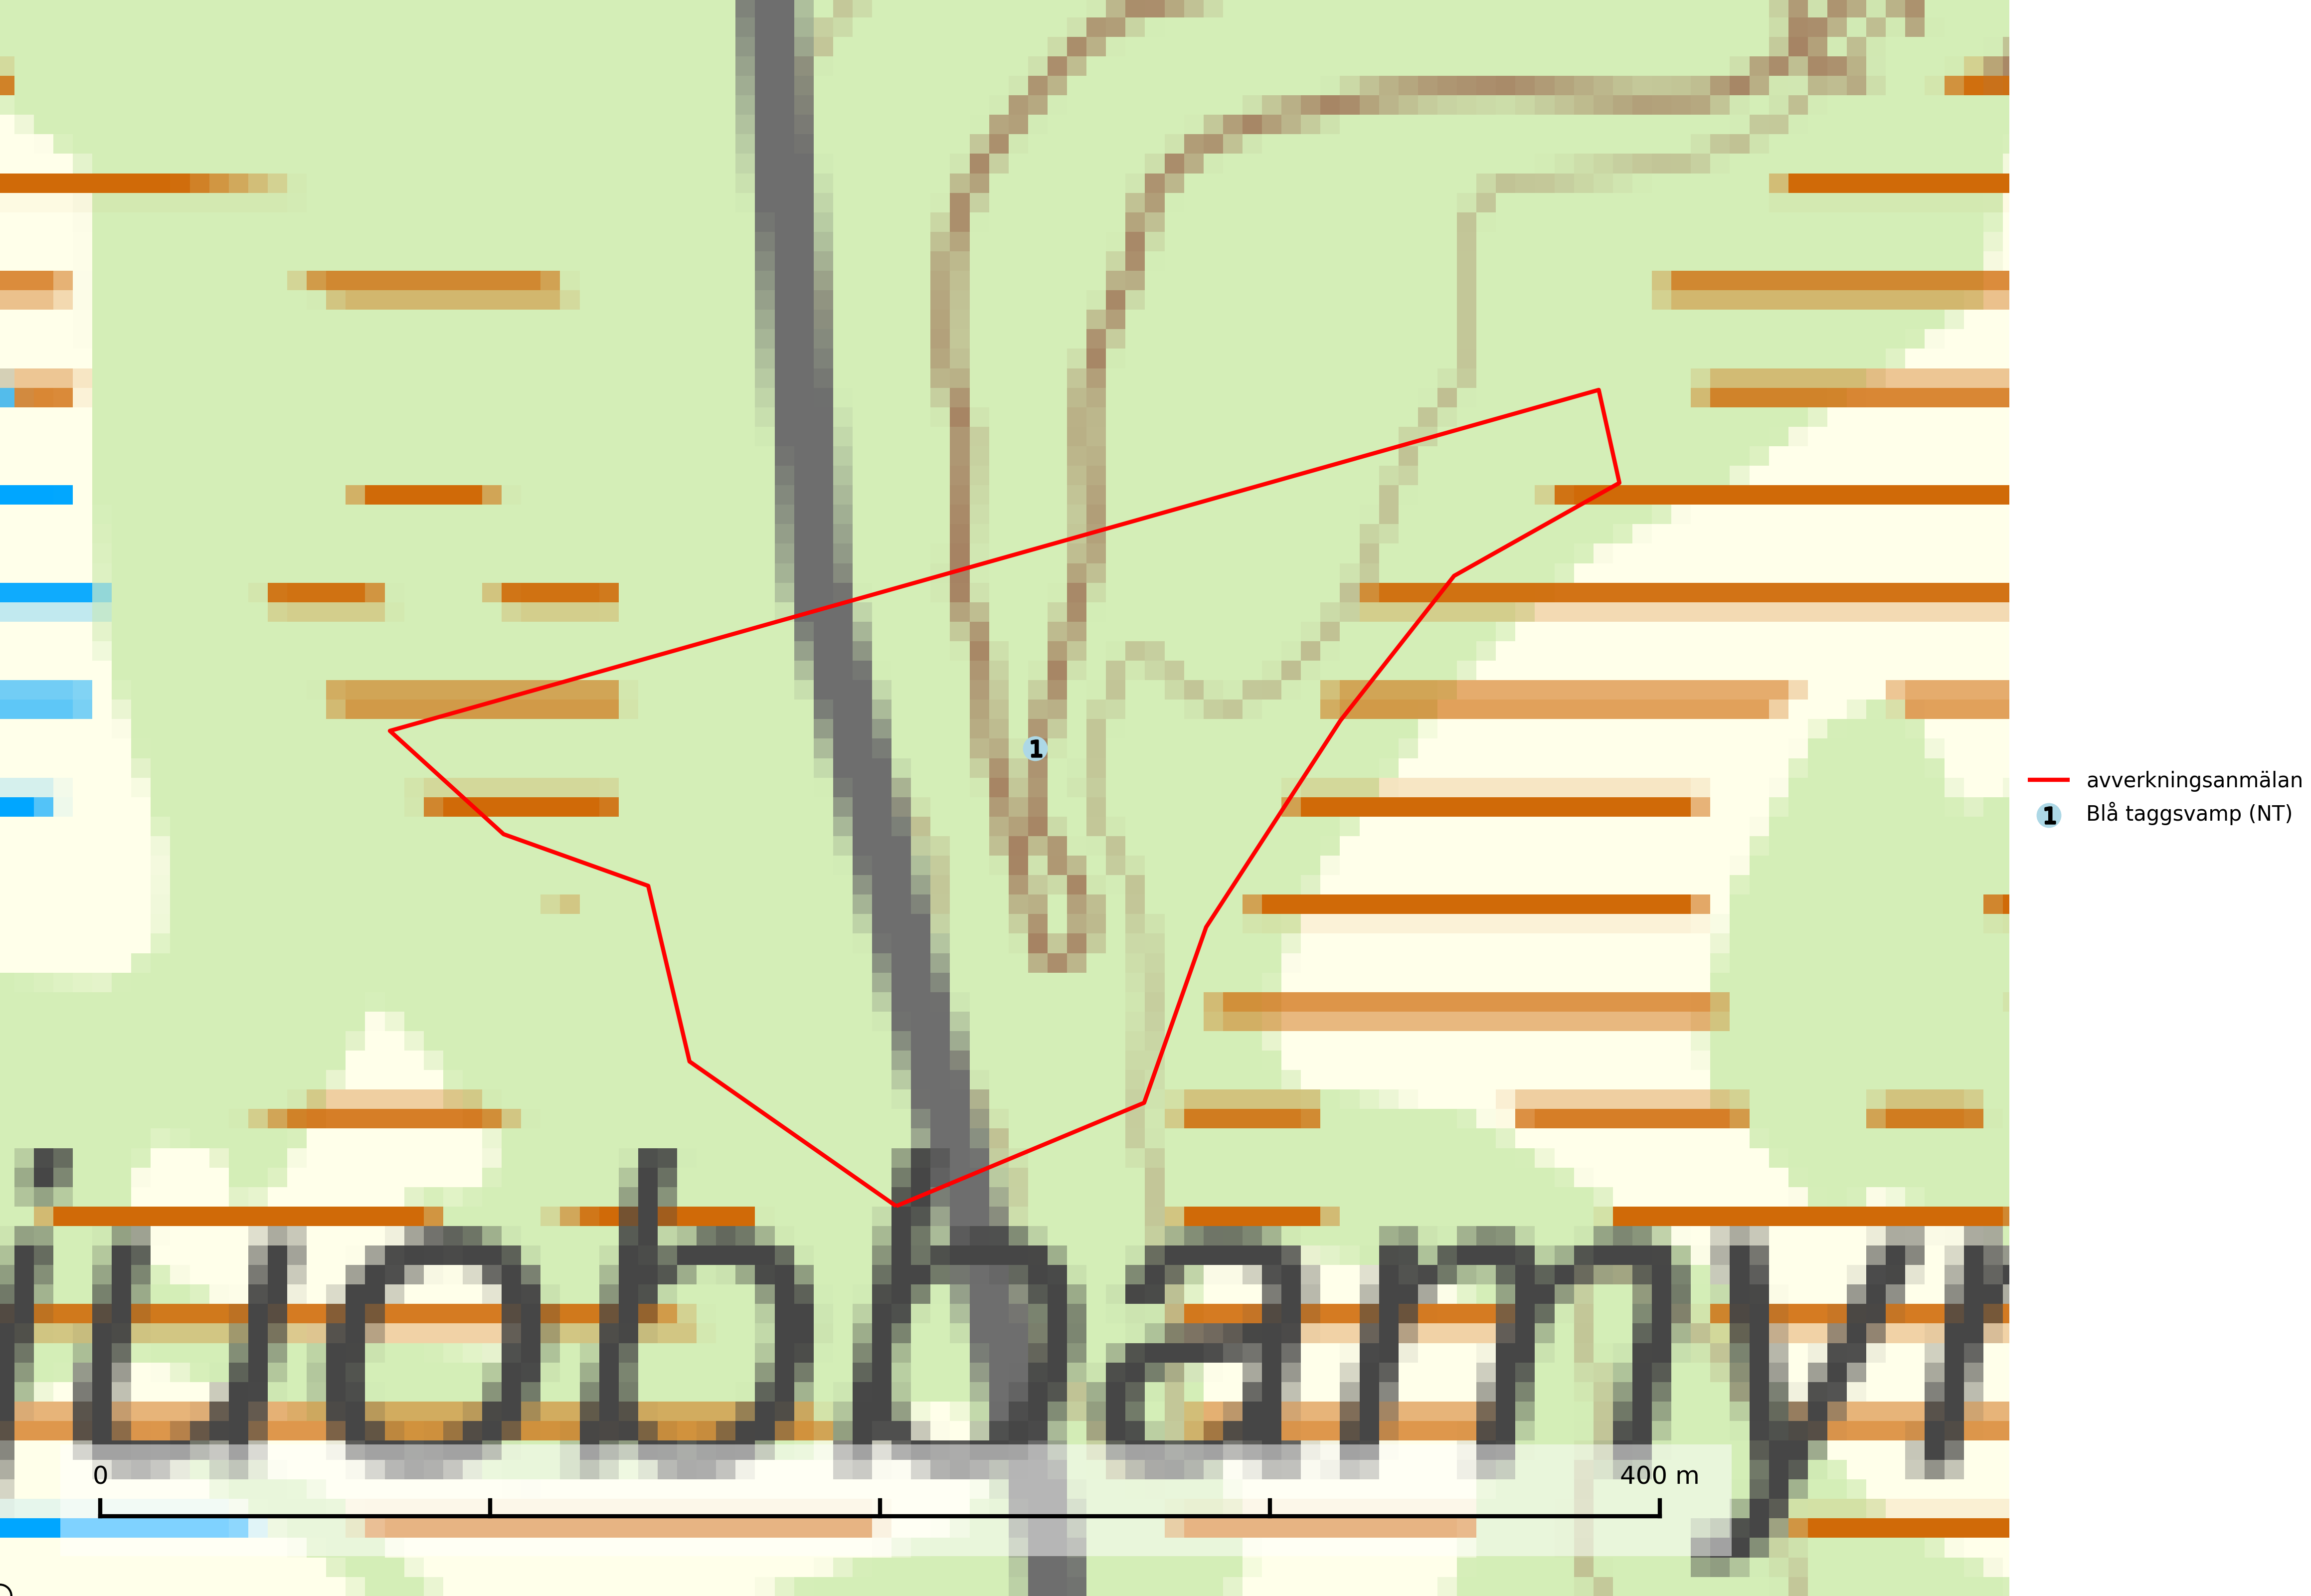 avverkningsanmälan
1
1 Blå taggsvamp (NT)
0 400 m